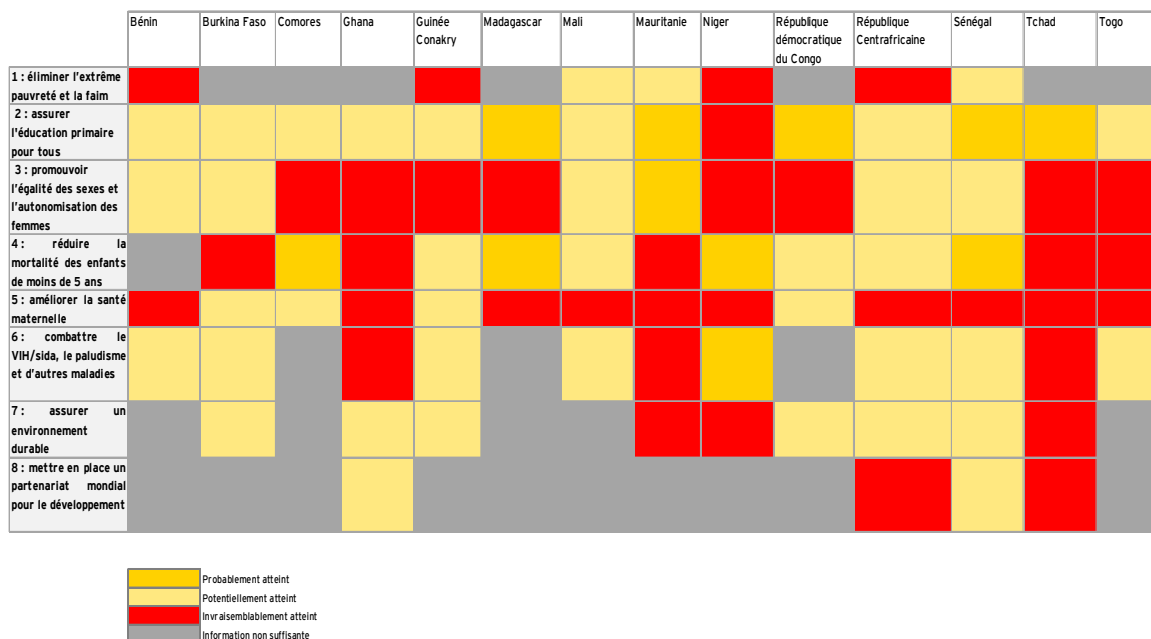 Bénin
Burkina Faso
Comores
Ghana
Guinée
Conakry
Madagascar
Mali
Mauritanie
Niger
République
démocratique
du Congo
République
Centrafricaine
Sénégal
Tchad
Togo
1 : éliminer l'extrême
pauvreté et la faim
2 : assurer
l'éducation primaire
pour tous
3 : promouvoir
l'égalité des sexes et
l'autonomisation des
femmes
4 : réduire la
mortalité des enfants
de moins de 5 ans
5 : améliorer la santé
maternelle
6 : combattre le
VIH/sida, le paludisme
et d'autres maladies
7 : assurer un
environnement
durable
8 : mettre en place un
partenariat mondial
pour le développement
Probablement atteint
Potentiellement atteint
Invraisemblablement atteint
Information non suffisante